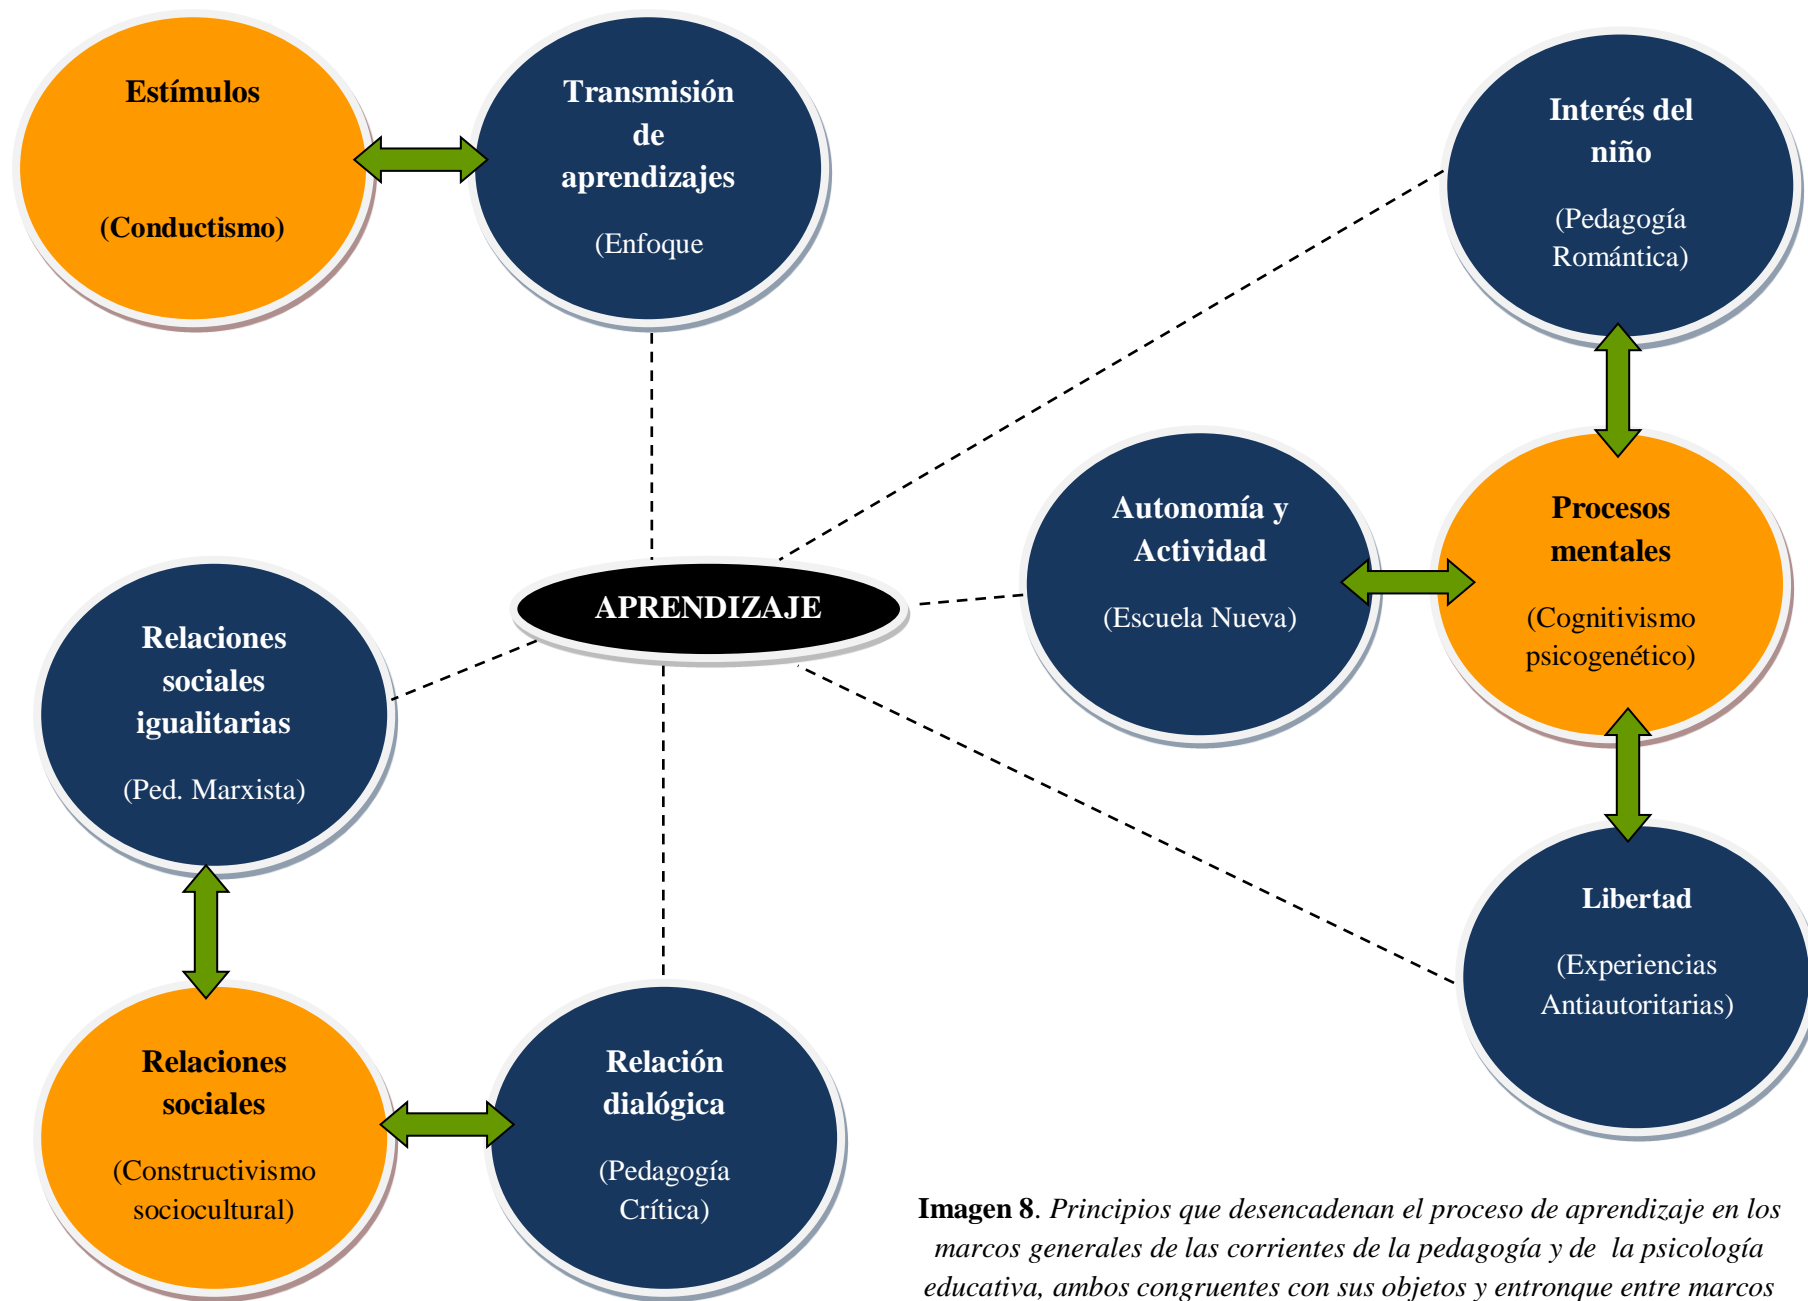 Estímulos
(Conductismo)
Transmisión
de
aprendizajes
(Enfoque
Interés del
niño
(Pedagogía
Romántica)
Autonomía y
Actividad
(Escuela Nueva)
Procesos
mentales
(Cognitivismo
psicogenético)
APRENDIZAJE
Relaciones
sociales
igualitarias
(Ped. Marxista)
Libertad
(Experiencias
Antiautoritarias)
Relaciones
sociales
(Constructivismo
sociocultural)
Relación
dialógica
(Pedagogía
Crítica)
Imagen 8. Principios que desencadenan el proceso de aprendizaje en los
marcos generales de las corrientes de la pedagogía y de la psicología
educativa, ambos congruentes con sus objetos y entronque entre marcos